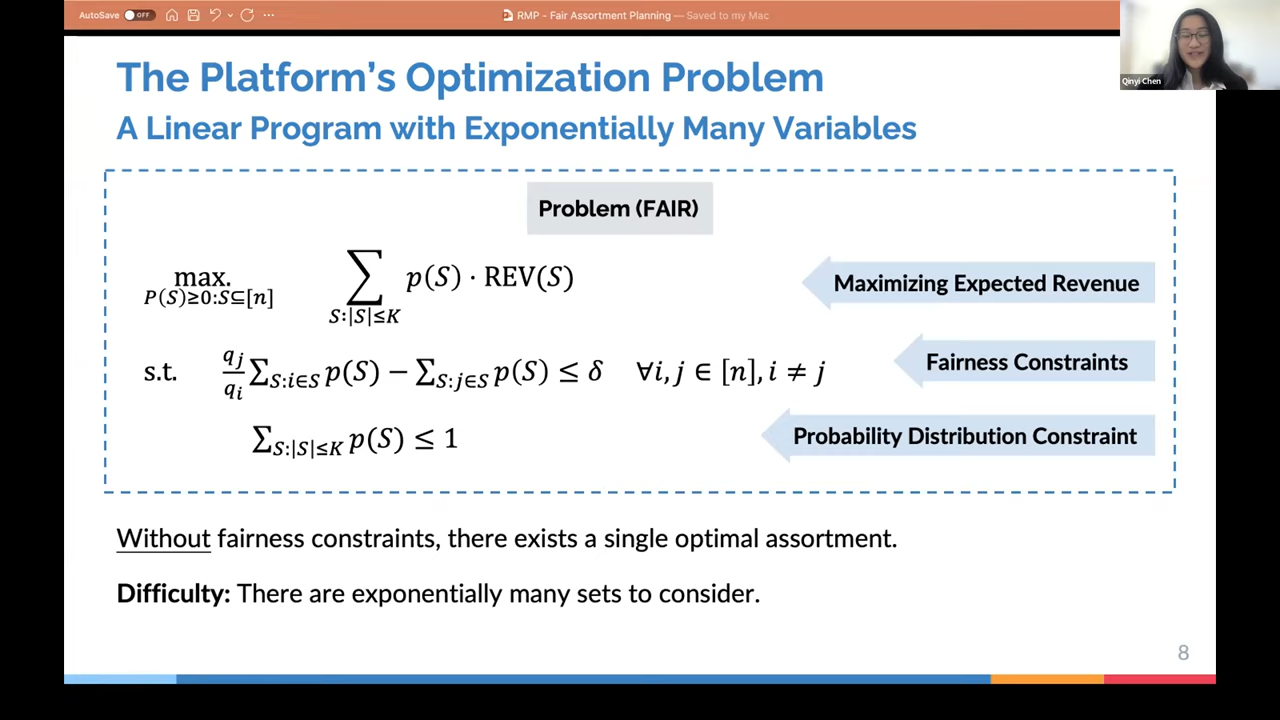 AutoSave OFF
RMP - Fair Assortment Planning — Saved to my Mac
Qinyi Chen
The Platform's Optimization Problem
A Linear Program with Exponentially Many Variables
Problem (FAIR)
max. P(S)≥0:S⊆[n] ∑ S:|S|≤K p(S) · REV(S)
Maximizing Expected Revenue
s.t. q_j/q_i ∑_{S:i∈S} p(S) − ∑_{S:j∈S} p(S) ≤ δ ∀i, j ∈ [n], i ≠ j
Fairness Constraints
∑_{S:|S|≤K} p(S) ≤ 1
Probability Distribution Constraint
Without fairness constraints, there exists a single optimal assortment.
Difficulty: There are exponentially many sets to consider.
8